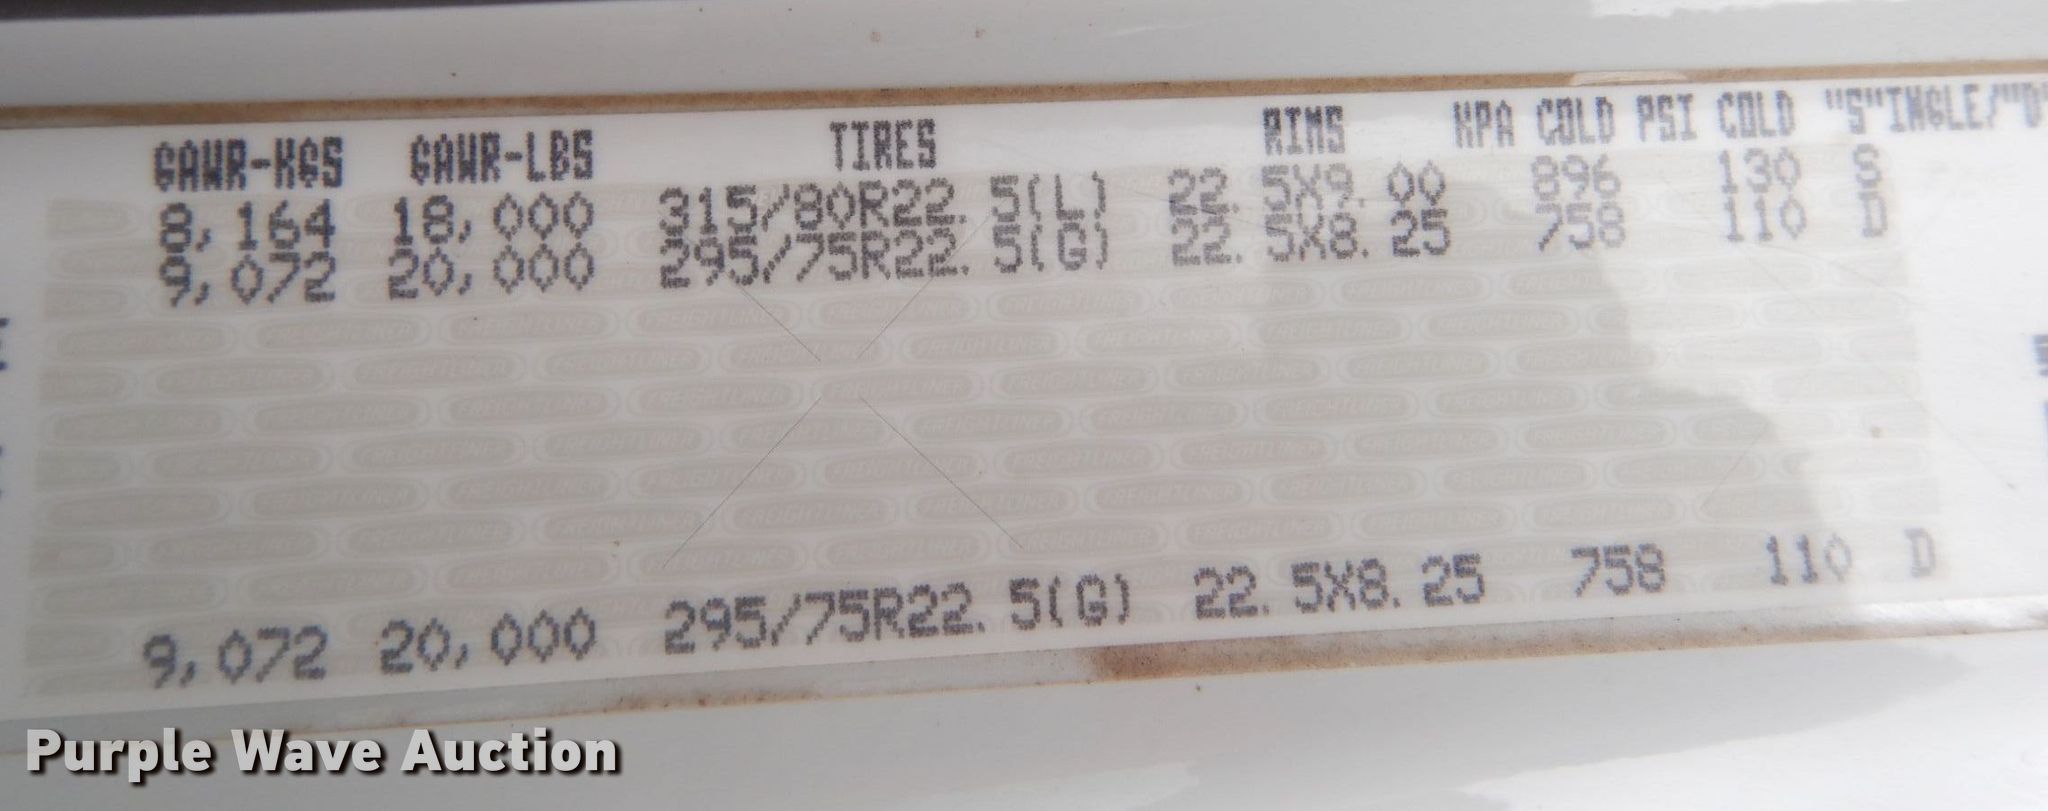 GAWR-KGS GAWR-LBS TIRES RIMS KPA COLD PSI COLD "S"INGLE/"D"
8,164 18,000 315/80R22.5(L) 22.5X9.00 896 130 S
9,072 20,000 295/75R22.5(G) 22.5X8.25 758 110 D
9,072 20,000 295/75R22.5(G) 22.5X8.25 758 110 D
FREIGHTLINER
Purple Wave Auction